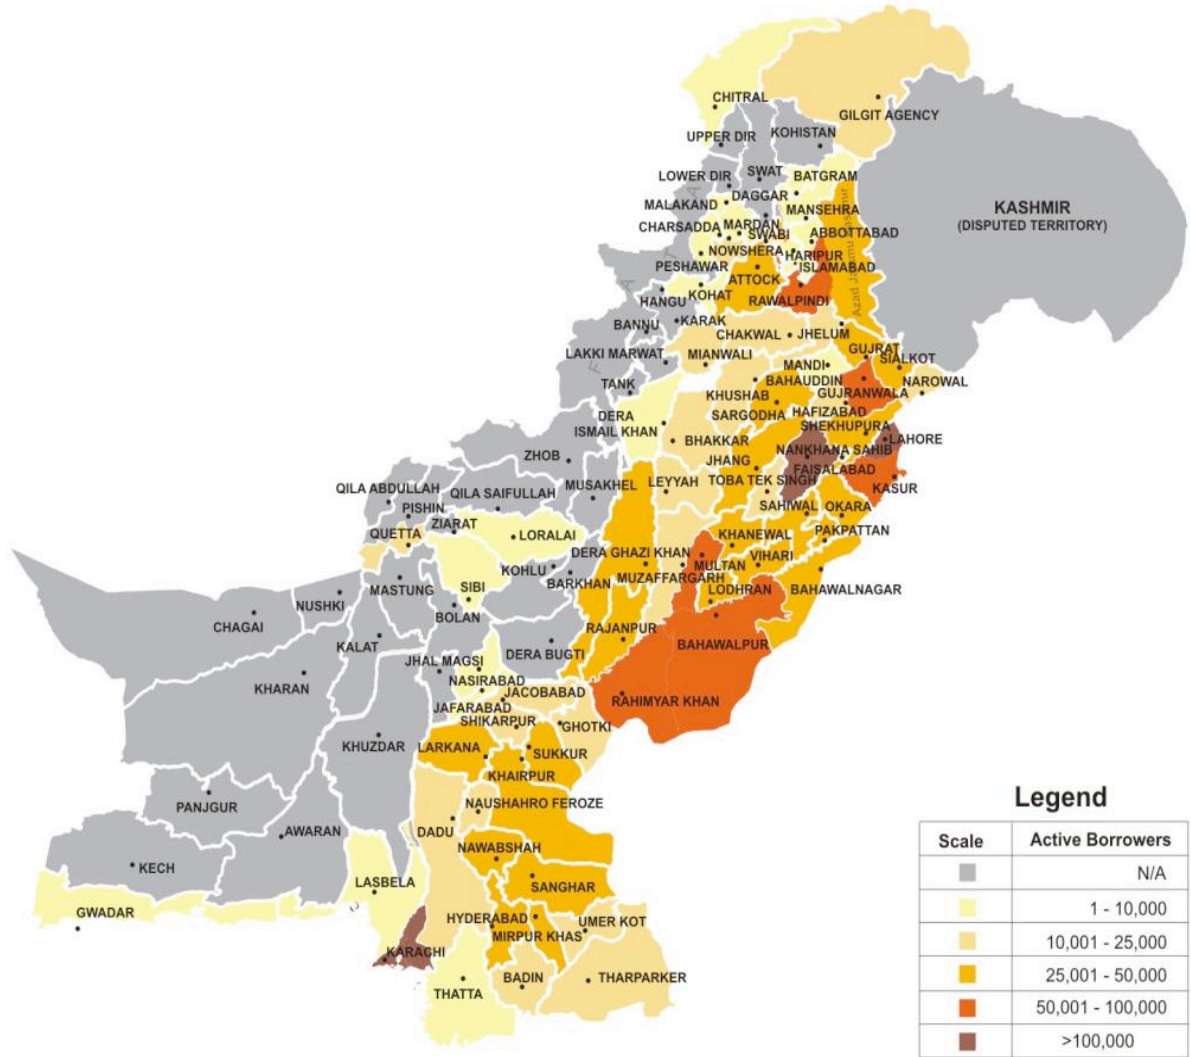 CHITRAL
GILGIT AGENCY
UPPER DIR
KOHISTAN
LOWER DIR
SWAT
BATGRAM
DAGGAR
MALAKAND
MANSEHRA
KASHMIR
(DISPUTED TERRITORY)
CHARSADDA
MARDAN
SWABI
ABBOTTABAD
NOWSHERA
HARIPUR
PESHAWAR
ISLAMABAD
ATTOCK
Azad Jammu Kashmir
KOHAT
HANGU
RAWALPINDI
BANNU
KARAK
CHAKWAL
JHELUM
LAKKI MARWAT
MIANWALI
GUJRAT
SIALKOT
MANDI
BAHAUDDIN
TANK
NAROWAL
KHUSHAB
GUJRANWALA
DERA
ISMAIL KHAN
SARGODHA
HAFIZABAD
SHEKHUPURA
BHAKKAR
LAHORE
NANKHANA SAHIB
ZHOB
JHANG
FAISALABAD
MUSAKHEL
LEYYAH
TOBA TEK SINGH
KASUR
QILA ABDULLAH
QILA SAIFULLAH
SAHIWAL
OKARA
PISHIN
ZIARAT
PAKPATTAN
QUETTA
LORALAI
KHANEWAL
DERA GHAZI KHAN
VIHARI
KOHLU
MULTAN
BARKHAN
MUZAFFARGARH
MASTUNG
SIBI
LODHRAN
BAHAWALNAGAR
NUSHKI
BOLAN
CHAGAI
RAJANPUR
KALAT
BAHAWALPUR
DERA BUGTI
JHAL MAGSI
NASIRABAD
KHARAN
JACOBABAD
RAHIMYAR KHAN
JAFARABAD
SHIKARPUR
GHOTKI
KHUZDAR
LARKANA
SUKKUR
KHAIRPUR
PANJGUR
NAUSHAHRO FEROZE
AWARAN
DADU
NAWABSHAH
KECH
LASBELA
SANGHAR
GWADAR
HYDERABAD
UMER KOT
MIRPUR KHAS
KARACHI
BADIN
THARPARKER
THATTA
Legend
Scale Active Borrowers
N/A
1 - 10,000
10,001 - 25,000
25,001 - 50,000
50,001 - 100,000
>100,000